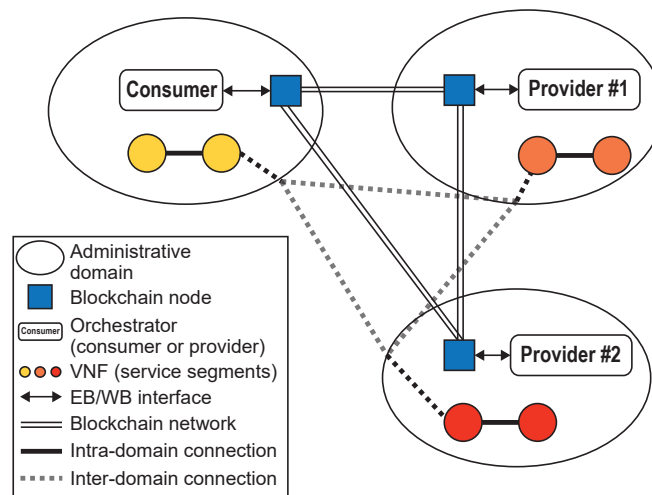 Consumer
Provider #1
Provider #2
Administrative
domain
Blockchain node
Consumer
Orchestrator
(consumer or provider)
VNF (service segments)
EB/WB interface
Blockchain network
Intra-domain connection
Inter-domain connection